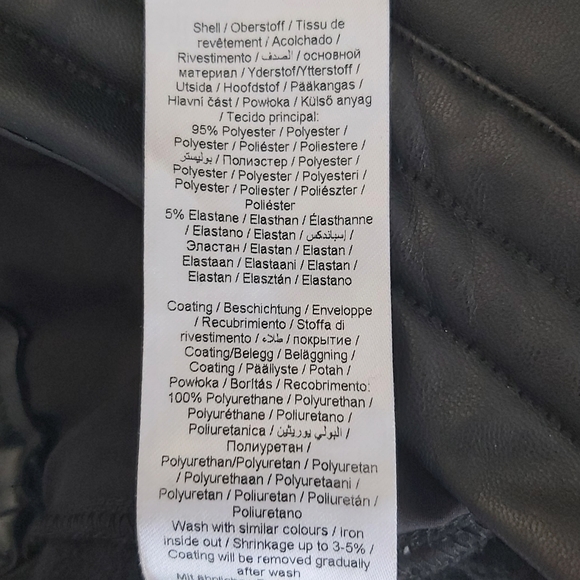 Shell / Oberstoff / Tissu de
revêtement / Acolchado /
Rivestimento / الصدف / основной
материал / Yderstof/Ytterstoff /
Utsida / Hoofdstof / Pääkangas /
Hlavní část / Powłoka / Külső anyag
/ Tecido principal:
95% Polyester / Polyester /
Polyester / Poliéster / Poliestere /
بوليستر / Полиэстер / Polyester /
Polyester / Polyester / Polyesteri /
Polyester / Poliester / Poliészter /
Poliéster
5% Elastane / Elasthan / Élasthanne
/ Elastano / Elastan / إسباندكس /
Эластан / Elastan / Elastan /
Elastaan / Elastaani / Elastan /
Elastan / Elasztán / Elastano
Coating / Beschichtung / Enveloppe
/ Recubrimiento / Stoffa di
rivestimento / طلاء / покрытие /
Coating/Belegg / Beläggning /
Coating / Päällyste / Potah /
Powłoka / Borítás / Recobrimento:
100% Polyurethane / Polyurethan /
Polyuréthane / Poliuretano /
Poliuretanica / البولي يوريثين /
Полиуретан /
Polyurethan/Polyuretan / Polyuretan
/ Polyurethaan / Polyuretaani /
Polyuretan / Poliuretan / Poliuretán /
Poliuretano
Wash with similar colours / Iron
inside out / Shrinkage up to 3-5% /
Coating will be removed gradually
after wash